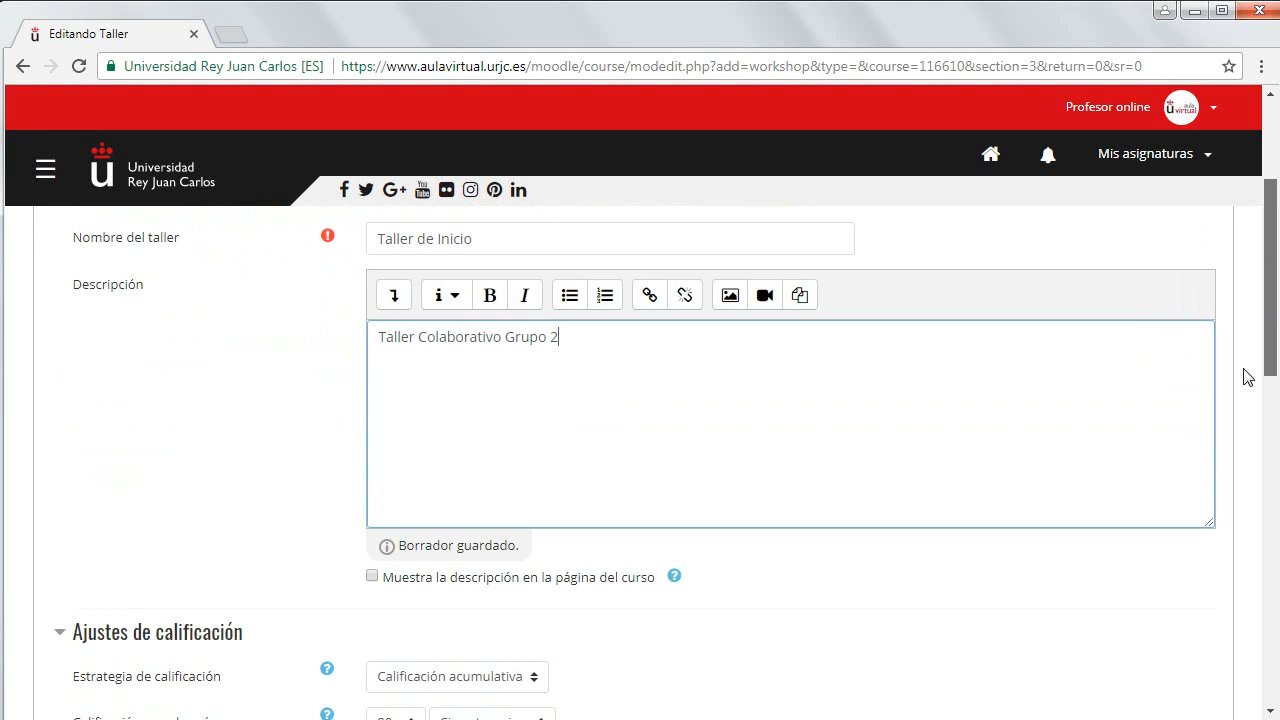 Editando Taller
Universidad Rey Juan Carlos [ES]
https://www.aulavirtual.urjc.es/moodle/course/modedit.php?add=workshop&type=&course=116610&section=3&return=0&sr=0
Profesor online
aula virtual
Universidad
Rey Juan Carlos
Mis asignaturas
Nombre del taller
Taller de Inicio
Descripción
Taller Colaborativo Grupo 2
Borrador guardado.
Muestra la descripción en la página del curso
Ajustes de calificación
Estrategia de calificación
Calificación acumulativa